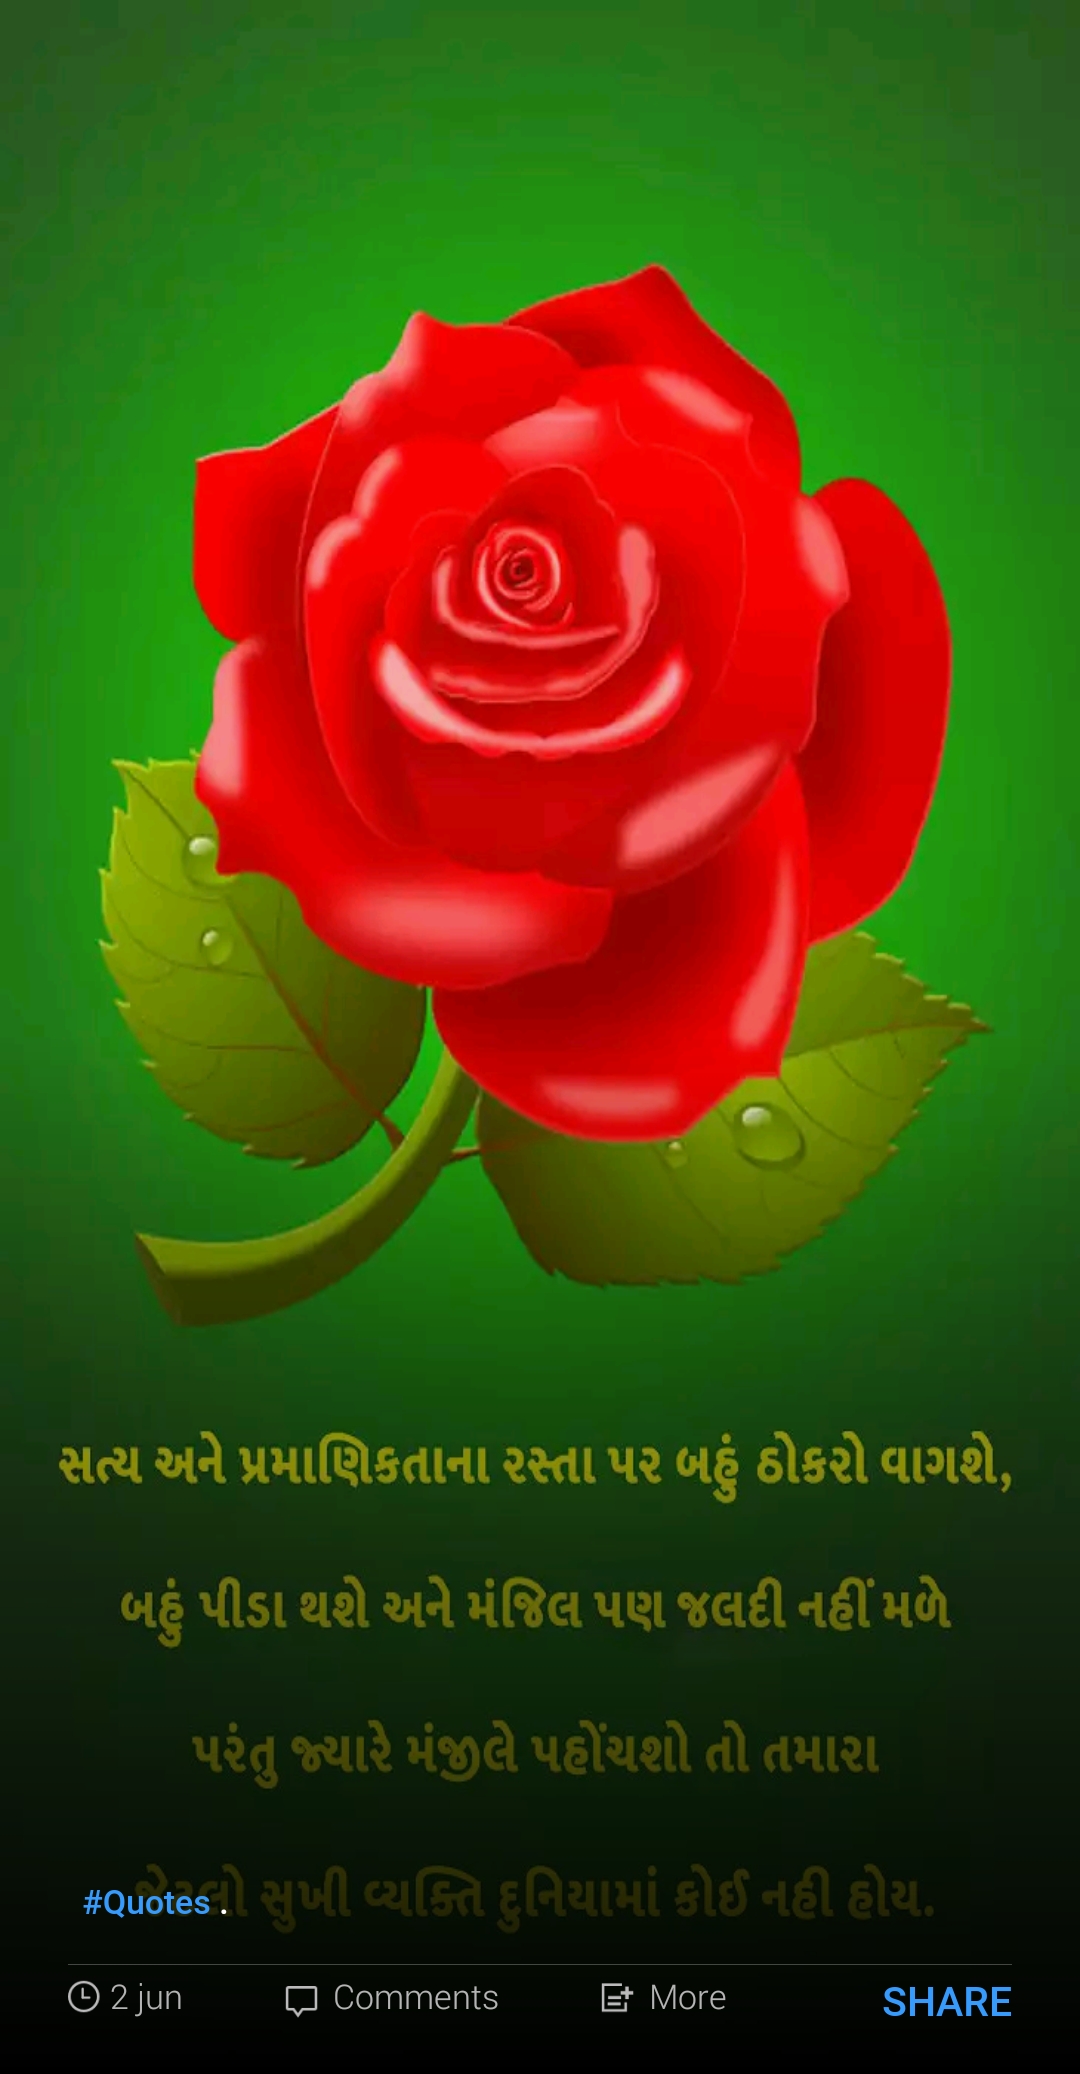 સત્ય અને પ્રમાણિકતાના રસ્તા પર બહું ઠોકરો વાગશે,
બહું પીડા થશે અને મંજિલ પણ જલદી નહીં મળે
પરંતુ જ્યારે મંજીલે પહોંચશો તો તમારા
જેટલો સુખી વ્યક્તિ દુનિયામાં કોઈ નહી હોય.
#Quotes .
2 jun Comments More SHARE